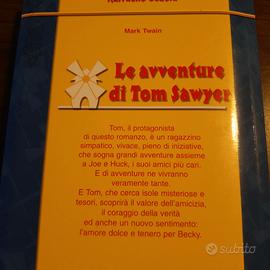 Mark Twain
Le avventure
di Tom Sawyer
Tom, il protagonista
di questo romanzo, è un ragazzino
simpatico, vivace, pieno di iniziative,
che sogna grandi avventure assieme
a Joe e Huck, i suoi amici più cari.
E di avventure ne vivranno
veramente tante.
E Tom, che cerca isole misteriose e
tesori, scoprirà il valore dell'amicizia,
il coraggio della verità
ed anche un nuovo sentimento:
l'amore dolce e tenero per Becky.
subito